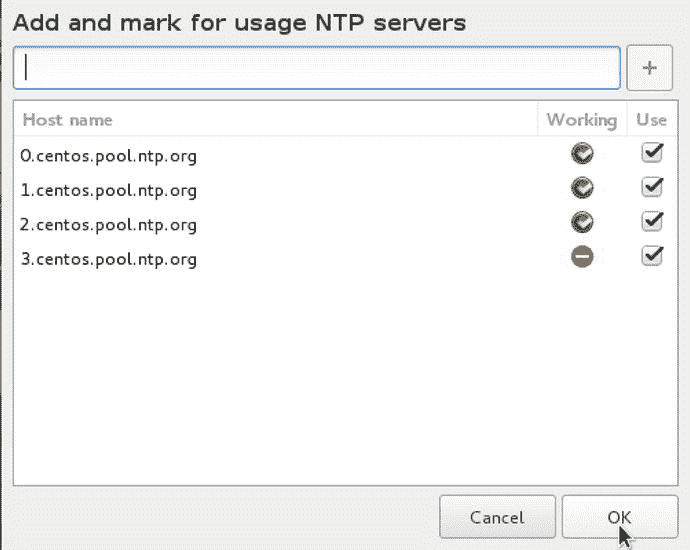 Add and mark for usage NTP servers
+
Host name Working Use
0.centos.pool.ntp.org
1.centos.pool.ntp.org
2.centos.pool.ntp.org
3.centos.pool.ntp.org
Cancel OK